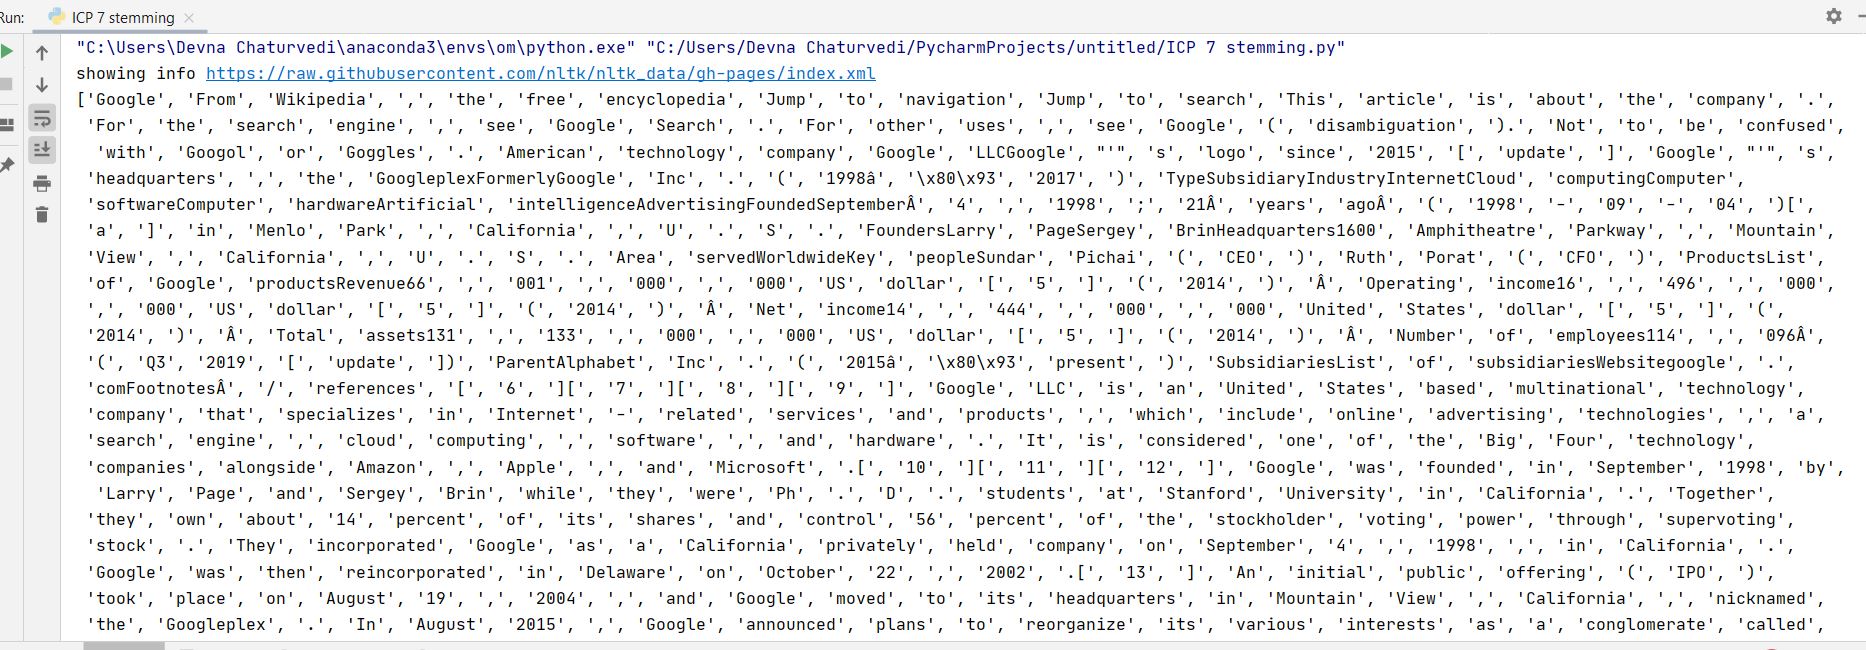 Run: ICP 7 stemming
"C:\Users\Devna Chaturvedi\anaconda3\envs\om\python.exe" "C:/Users/Devna Chaturvedi/PycharmProjects/untitled/ICP 7 stemming.py"
showing info https://raw.githubusercontent.com/nltk/nltk_data/gh-pages/index.xml
['Google', 'From', 'Wikipedia', ',', 'the', 'free', 'encyclopedia', 'Jump', 'to', 'navigation', 'Jump', 'to', 'search', 'This', 'article', 'is', 'about', 'the', 'company', '.',
'For', 'the', 'search', 'engine', ',', 'see', 'Google', 'Search', '.', 'For', 'other', 'uses', ',', 'see', 'Google', '(', 'disambiguation', ').', 'Not', 'to', 'be', 'confused',
'with', 'Googol', 'or', 'Goggles', '.', 'American', 'technology', 'company', 'Google', 'LLCGoogle', "'", 's', 'logo', 'since', '2015', '[', 'update', ']', 'Google', "'", 's',
'headquarters', ',', 'the', 'GoogleplexFormerlyGoogle', 'Inc', '.', '(', '1998â', '\x80\x93', '2017', ')', 'TypeSubsidiaryIndustryInternetCloud', 'computingComputer',
'softwareComputer', 'hardwareArtificial', 'intelligenceAdvertisingFoundedSeptemberÂ', '4', ',', '1998', ';', '21Â', 'years', 'agoÂ', '(', '1998', '-', '09', '-', '04', ')[',
'a', ']', 'in', 'Menlo', 'Park', ',', 'California', ',', 'U', '.', 'S', '.', 'FoundersLarry', 'PageSergey', 'BrinHeadquarters1600', 'Amphitheatre', 'Parkway', ',', 'Mountain',
'View', ',', 'California', ',', 'U', '.', 'S', '.', 'Area', 'servedWorldwideKey', 'peopleSundar', 'Pichai', '(', 'CEO', ')', 'Ruth', 'Porat', '(', 'CFO', ')', 'ProductsList',
'of', 'Google', 'productsRevenue66', ',', '001', ',', '000', ',', '000', 'US', 'dollar', '[', '5', ']', '(', '2014', ')', 'Â', 'Operating', 'income16', ',', '496', ',', '000',
',', '000', 'US', 'dollar', '[', '5', ']', '(', '2014', ')', 'Â', 'Net', 'income14', ',', '444', ',', '000', ',', '000', 'United', 'States', 'dollar', '[', '5', ']', '(',
'2014', ')', 'Â', 'Total', 'assets131', ',', '133', ',', '000', ',', '000', 'US', 'dollar', '[', '5', ']', '(', '2014', ')', 'Â', 'Number', 'of', 'employees114', ',', '096Â',
'(', 'Q3', '2019', '[', 'update', '])', 'ParentAlphabet', 'Inc', '.', '(', '2015â', '\x80\x93', 'present', ')', 'SubsidiariesList', 'of', 'subsidiariesWebsitegoogle', '.',
'comFootnotesÂ', '/', 'references', '[', '6', '][', '7', '][', '8', '][', '9', ']', 'Google', 'LLC', 'is', 'an', 'United', 'States', 'based', 'multinational', 'technology',
'company', 'that', 'specializes', 'in', 'Internet', '-', 'related', 'services', 'and', 'products', ',', 'which', 'include', 'online', 'advertising', 'technologies', ',', 'a',
'search', 'engine', ',', 'cloud', 'computing', ',', 'software', ',', 'and', 'hardware', '.', 'It', 'is', 'considered', 'one', 'of', 'the', 'Big', 'Four', 'technology',
'companies', 'alongside', 'Amazon', ',', 'Apple', ',', 'and', 'Microsoft', '.[', '10', '][', '11', '][', '12', ']', 'Google', 'was', 'founded', 'in', 'September', '1998', 'by',
'Larry', 'Page', 'and', 'Sergey', 'Brin', 'while', 'they', 'were', 'Ph', '.', 'D', '.', 'students', 'at', 'Stanford', 'University', 'in', 'California', '.', 'Together',
'they', 'own', 'about', '14', 'percent', 'of', 'its', 'shares', 'and', 'control', '56', 'percent', 'of', 'the', 'stockholder', 'voting', 'power', 'through', 'supervoting',
'stock', '.', 'They', 'incorporated', 'Google', 'as', 'a', 'California', 'privately', 'held', 'company', 'on', 'September', '4', ',', '1998', ',', 'in', 'California', '.',
'Google', 'was', 'then', 'reincorporated', 'in', 'Delaware', 'on', 'October', '22', ',', '2002', '.[', '13', ']', 'An', 'initial', 'public', 'offering', '(', 'IPO', ')',
'took', 'place', 'on', 'August', '19', ',', '2004', ',', 'and', 'Google', 'moved', 'to', 'its', 'headquarters', 'in', 'Mountain', 'View', ',', 'California', ',', 'nicknamed',
'the', 'Googleplex', '.', 'In', 'August', '2015', ',', 'Google', 'announced', 'plans', 'to', 'reorganize', 'its', 'various', 'interests', 'as', 'a', 'conglomerate', 'called',